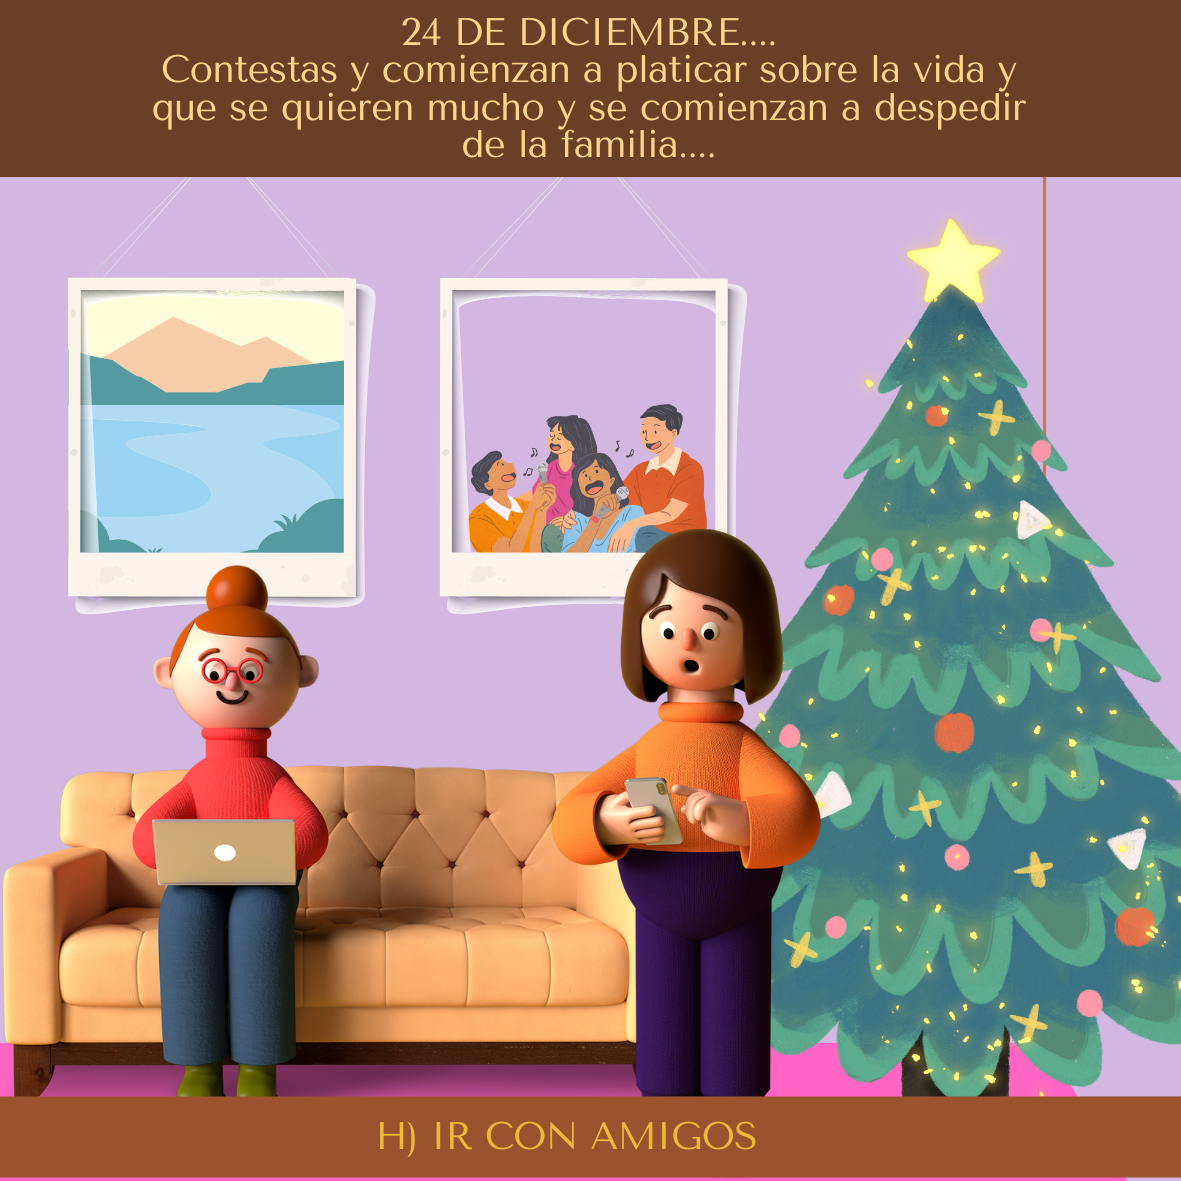 24 DE DICIEMBRE....
Contestas y comienzan a platicar sobre la vida y
que se quieren mucho y se comienzan a despedir
de la familia....
H) IR CON AMIGOS